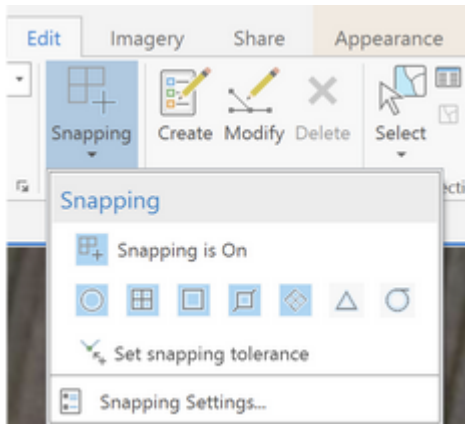 Edit Imagery Share Appearance
Snapping Create Modify Delete Select
Snapping
Snapping is On
Set snapping tolerance
Snapping Settings...